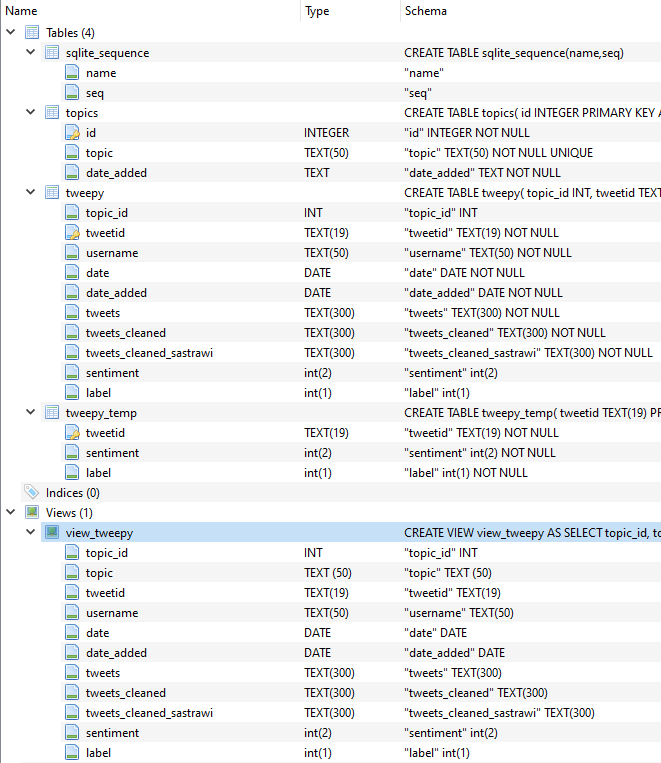 Name Type Schema
Tables (4)
sqlite_sequence CREATE TABLE sqlite_sequence(name,seq)
name "name"
seq "seq"
topics CREATE TABLE topics( id INTEGER PRIMARY KEY A
id INTEGER "id" INTEGER NOT NULL
topic TEXT(50) "topic" TEXT(50) NOT NULL UNIQUE
date_added TEXT "date_added" TEXT NOT NULL
tweepy CREATE TABLE tweepy( topic_id INT, tweetid TEXT
topic_id INT "topic_id" INT
tweetid TEXT(19) "tweetid" TEXT(19) NOT NULL
username TEXT(50) "username" TEXT(50) NOT NULL
date DATE "date" DATE NOT NULL
date_added DATE "date_added" DATE NOT NULL
tweets TEXT(300) "tweets" TEXT(300) NOT NULL
tweets_cleaned TEXT(300) "tweets_cleaned" TEXT(300) NOT NULL
tweets_cleaned_sastrawi TEXT(300) "tweets_cleaned_sastrawi" TEXT(300) NOT NULL
sentiment int(2) "sentiment" int(2)
label int(1) "label" int(1)
tweepy_temp CREATE TABLE tweepy_temp( tweetid TEXT(19) PR
tweetid TEXT(19) "tweetid" TEXT(19) NOT NULL
sentiment int(2) "sentiment" int(2) NOT NULL
label int(1) "label" int(1) NOT NULL
Indices (0)
Views (1)
view_tweepy CREATE VIEW view_tweepy AS SELECT topic_id, to
topic_id INT "topic_id" INT
topic TEXT (50) "topic" TEXT (50)
tweetid TEXT(19) "tweetid" TEXT(19)
username TEXT(50) "username" TEXT(50)
date DATE "date" DATE
date_added DATE "date_added" DATE
tweets TEXT(300) "tweets" TEXT(300)
tweets_cleaned TEXT(300) "tweets_cleaned" TEXT(300)
tweets_cleaned_sastrawi TEXT(300) "tweets_cleaned_sastrawi" TEXT(300)
sentiment int(2) "sentiment" int(2)
label int(1) "label" int(1)